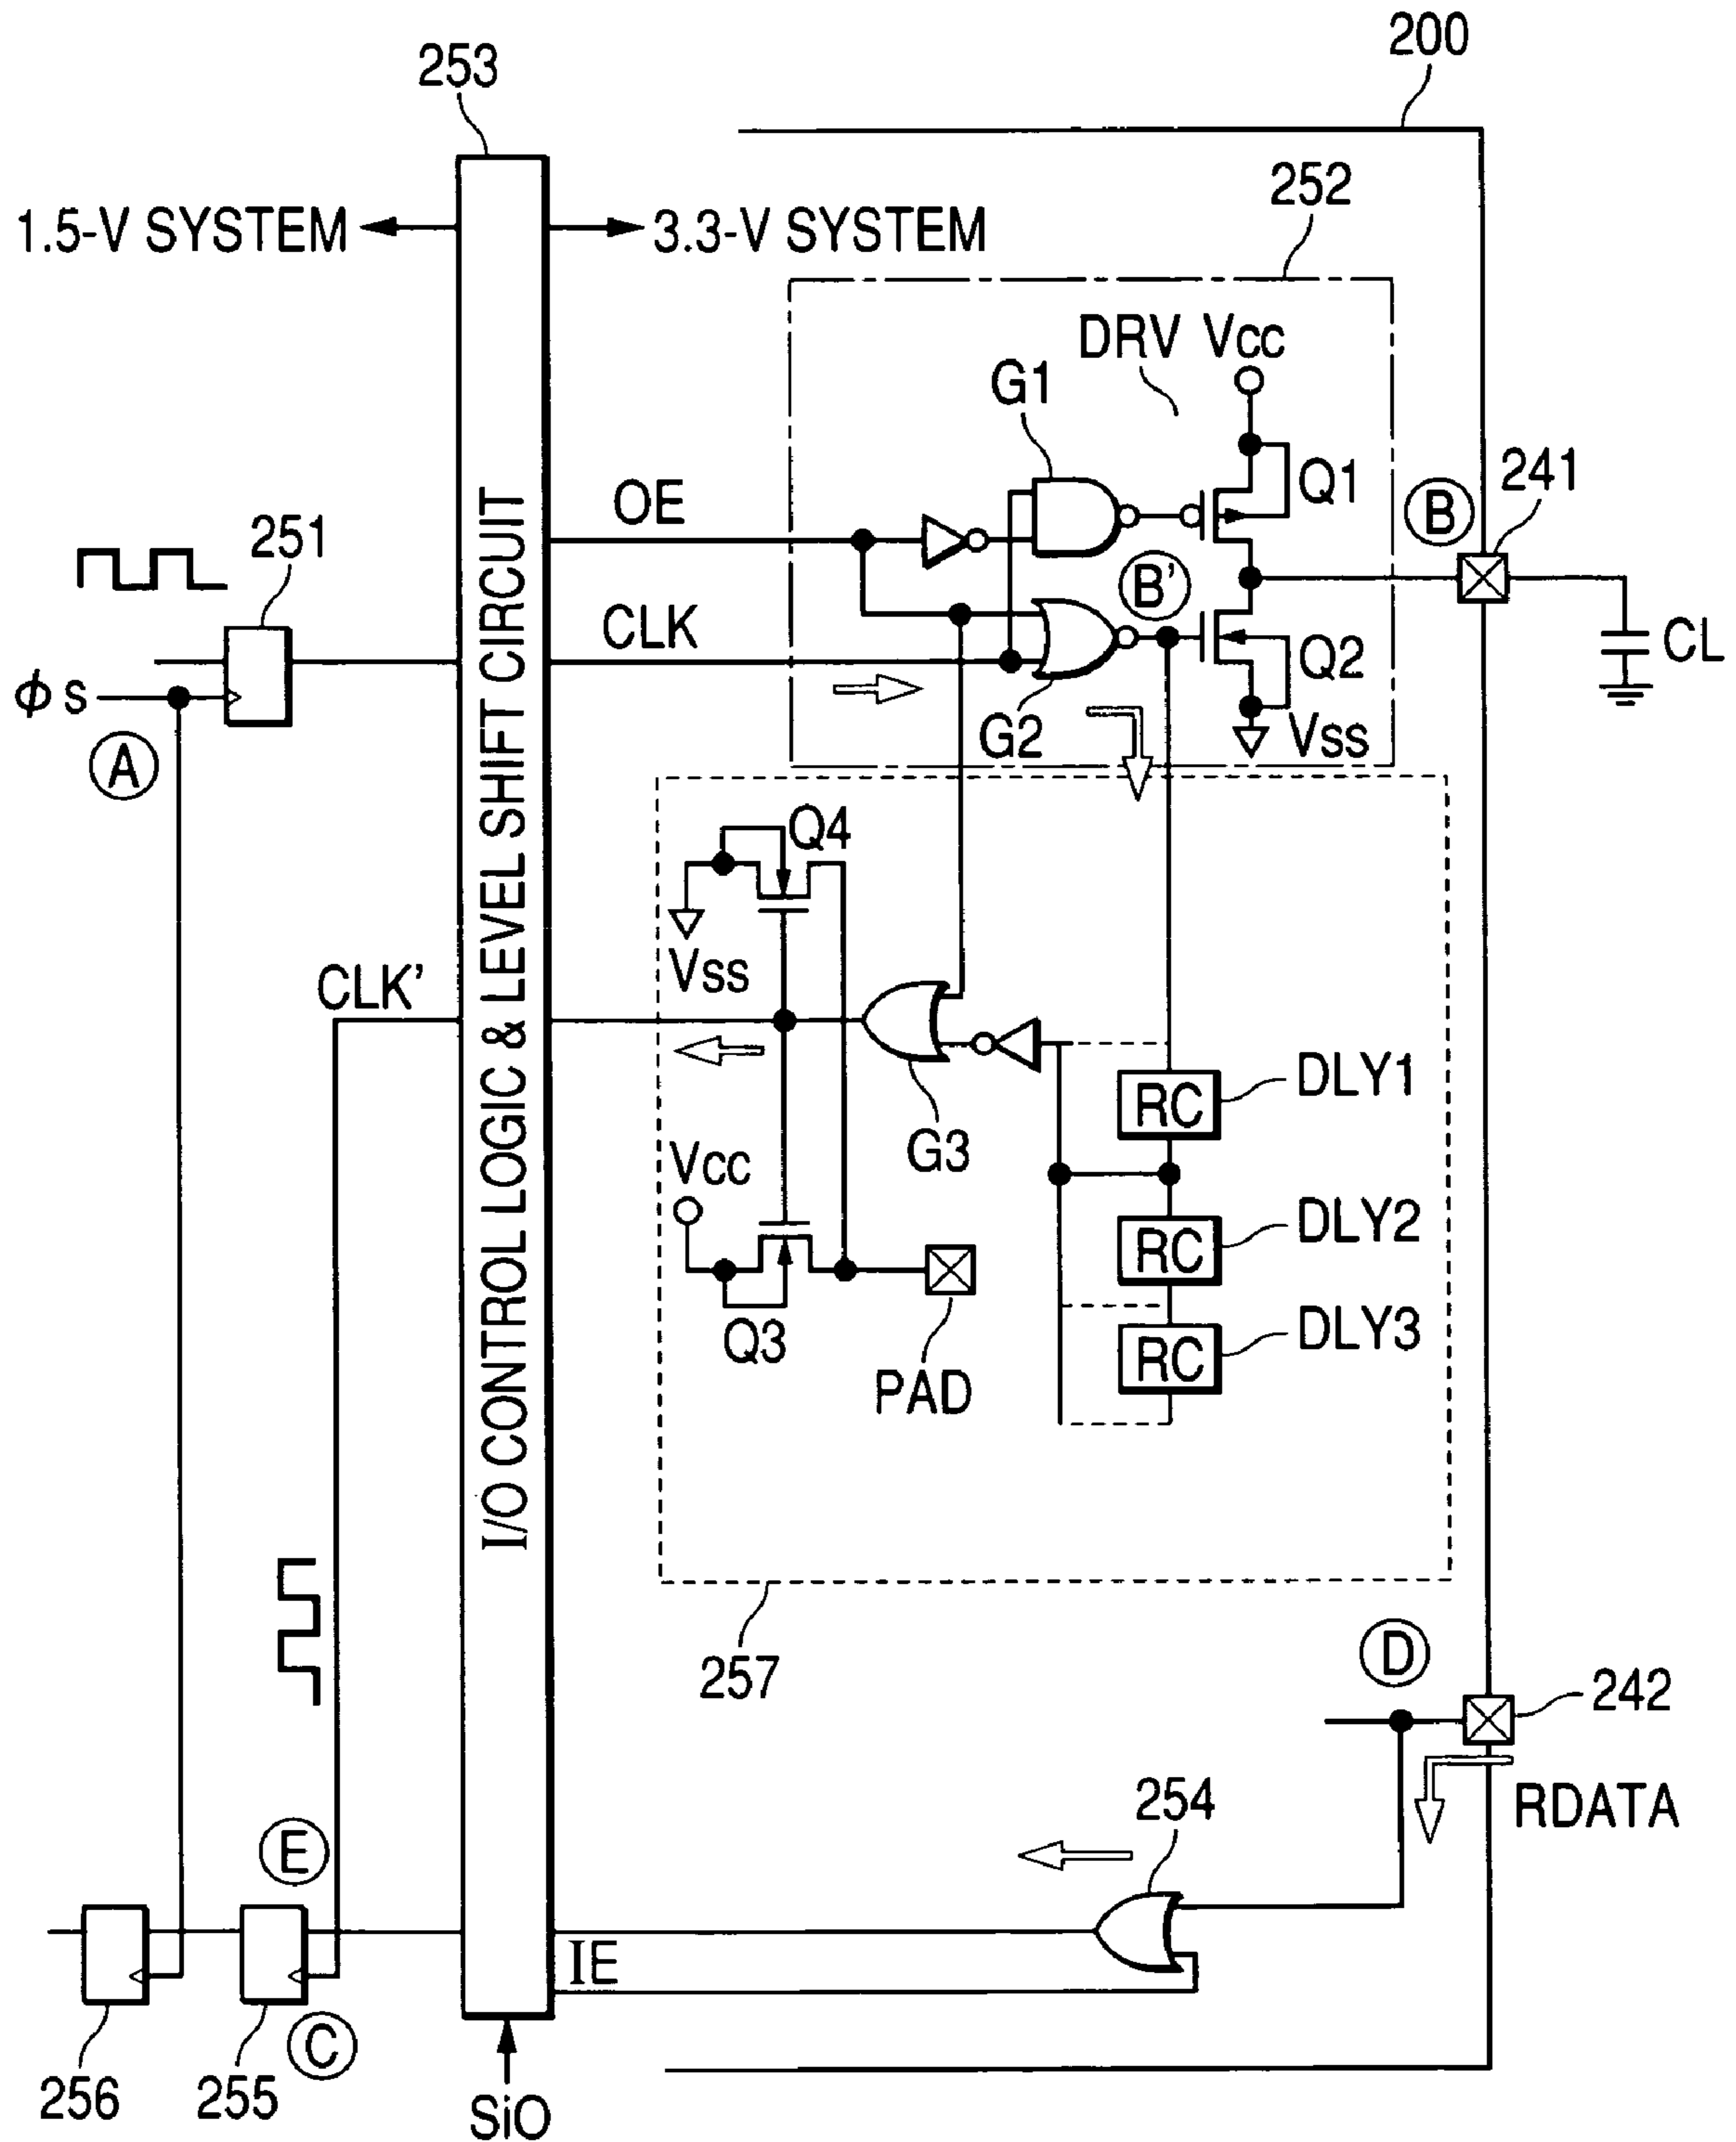 200
253
252
1.5-V SYSTEM
3.3-V SYSTEM
DRV
VCC
G1
Q1
241
B
OE
251
B'
CLK
Q2
CL
ϕS
A
G2
VSS
I/O CONTROL LOGIC & LEVEL SHIFT CIRCUIT
Q4
VSS
CLK'
RC
DLY1
G3
VCC
RC
DLY2
RC
DLY3
Q3
PAD
257
D
242
RDATA
254
E
IE
C
256
255
SiO